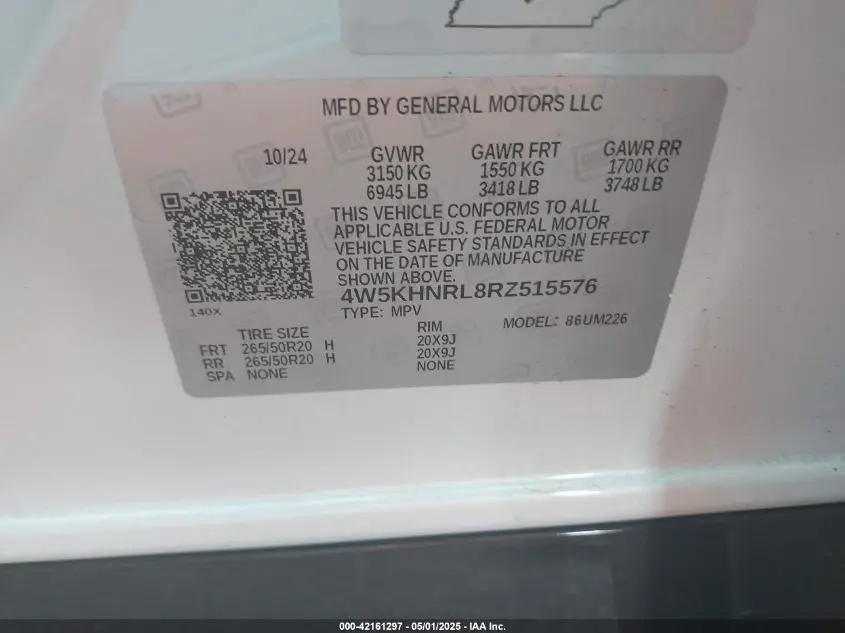 MFD BY GENERAL MOTORS LLC
10/24 GVWR GAWR FRT GAWR RR
3150 KG 1550 KG 1700 KG
6945 LB 3418 LB 3748 LB
THIS VEHICLE CONFORMS TO ALL
APPLICABLE U.S. FEDERAL MOTOR
VEHICLE SAFETY STANDARDS IN EFFECT
ON THE DATE OF MANUFACTURE
SHOWN ABOVE.
4W5KHNRL8RZ515576
140X
TYPE: MPV MODEL: 86UM226
TIRE SIZE RIM
FRT 265/50R20 H 20X9J
RR 265/50R20 H 20X9J
SPA NONE NONE
000-42161297 - 05/01/2025 - IAA Inc.